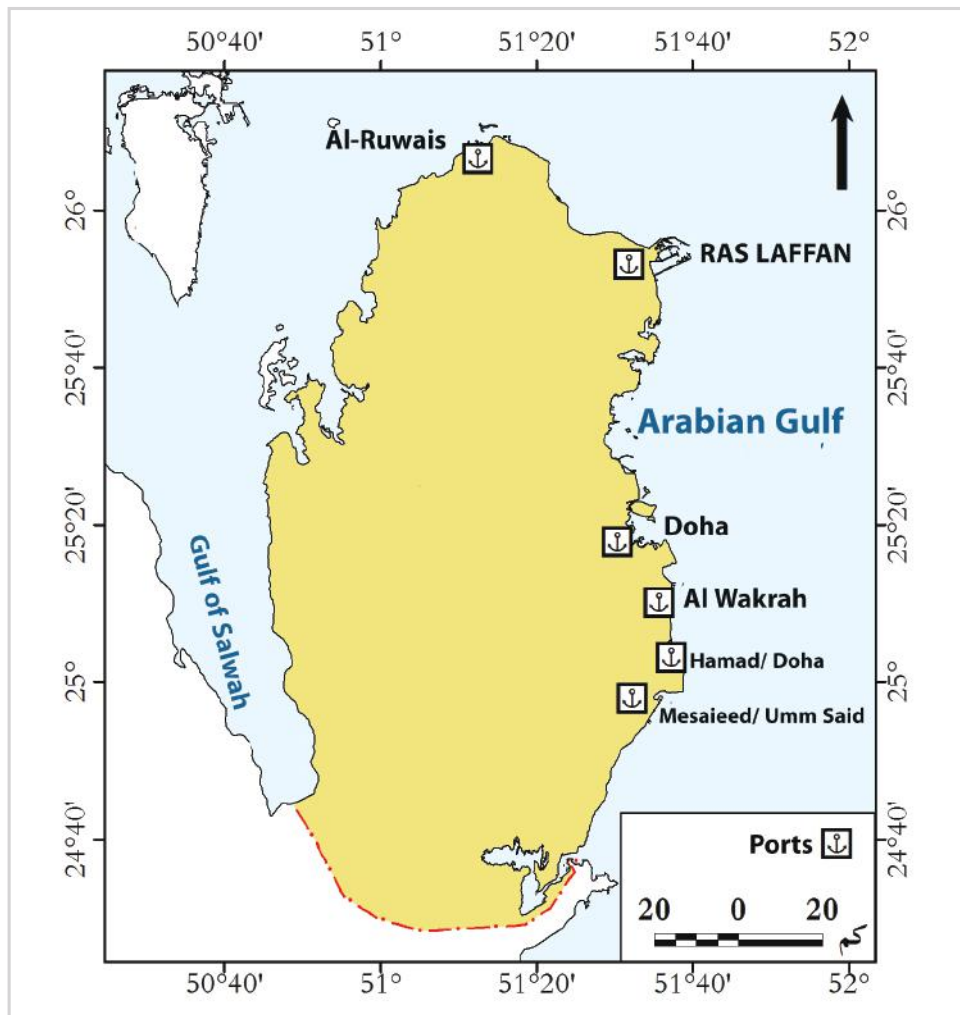 50°40'
51°
51°20'
51°40'
52°
Al-Ruwais
26°
26°
RAS LAFFAN
25°40'
25°40'
Arabian Gulf
25°20'
25°20'
Doha
Gulf of Salwah
Al Wakrah
Hamad/ Doha
25°
25°
Mesaieed/ Umm Said
24°40'
24°40'
Ports
20 0 20
كم
50°40'
51°
51°20'
51°40'
52°